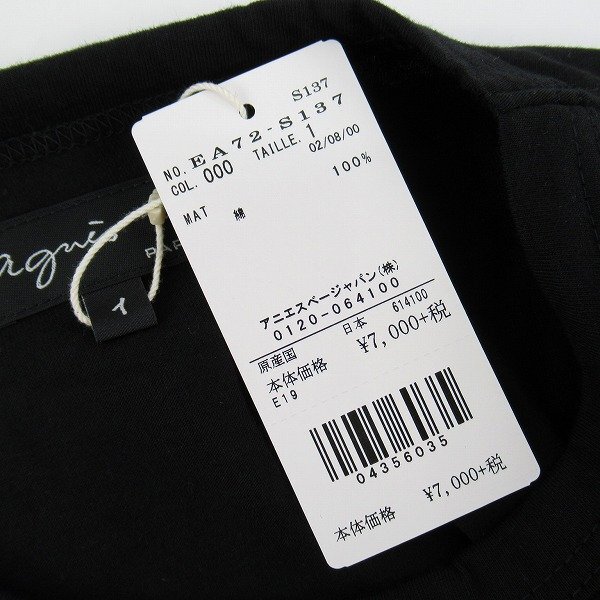 S137
NO. EA72-S137
COL. 000 TAILLE. 1 02/08/00
MAT 綿 100%
アニエスベージャパン(株)
0120-064100
原産国 日本 614100
本体価格 ¥7,000+税
E19
04356035
本体価格 ¥7,000+税
agnès
PAR
1